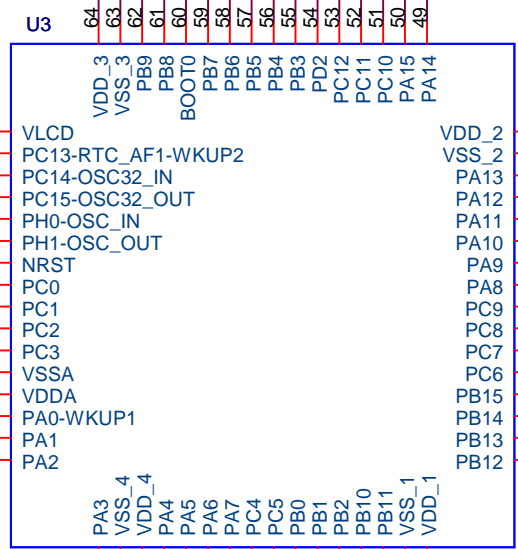 U3
64 63 62 61 60 59 58 57 56 55 54 53 52 51 50 49
VDD_3 VSS_3 PB9 PB8 BOOT0 PB7 PB6 PB5 PB4 PB3 PD2 PC12 PC11 PC10 PA15 PA14
VLCD VDD_2
PC13-RTC_AF1-WKUP2 VSS_2
PC14-OSC32_IN PA13
PC15-OSC32_OUT PA12
PH0-OSC_IN PA11
PH1-OSC_OUT PA10
NRST PA9
PC0 PA8
PC1 PC9
PC2 PC8
PC3 PC7
VSSA PC6
VDDA PB15
PA0-WKUP1 PB14
PA1 PB13
PA2 PB12
PA3 VSS_4 VDD_4 PA4 PA5 PA6 PA7 PC4 PC5 PB0 PB1 PB2 PB10 PB11 VSS_1 VDD_1